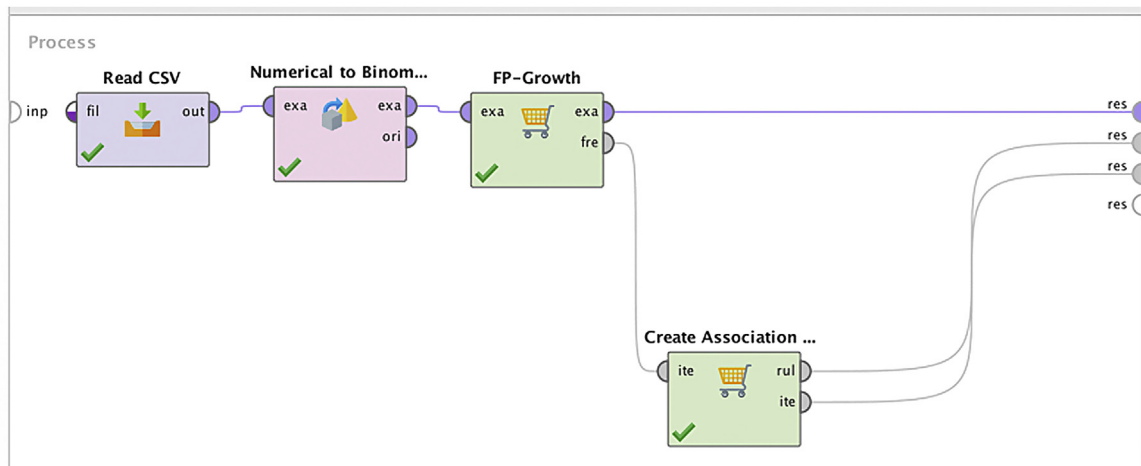 Process
Read CSV
Numerical to Binom...
FP-Growth
inp
fil
out
exa
exa
ori
exa
exa
fre
res
res
res
res
Create Association ...
ite
rul
ite